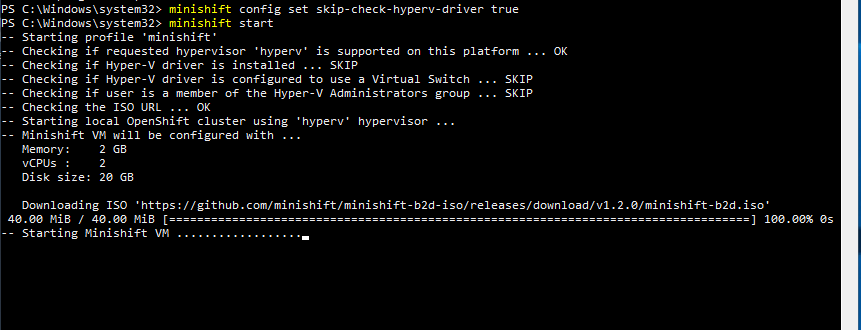 PS C:\Windows\system32> minishift config set skip-check-hyperv-driver true
PS C:\Windows\system32> minishift start
-- Starting profile 'minishift'
-- Checking if requested hypervisor 'hyperv' is supported on this platform ... OK
-- Checking if Hyper-V driver is installed ... SKIP
-- Checking if Hyper-V driver is configured to use a Virtual Switch ... SKIP
-- Checking if user is a member of the Hyper-V Administrators group ... SKIP
-- Checking the ISO URL ... OK
-- Starting local OpenShift cluster using 'hyperv' hypervisor ...
-- Minishift VM will be configured with ...
   Memory:    2 GB
   vCPUs :    2
   Disk size: 20 GB

   Downloading ISO 'https://github.com/minishift/minishift-b2d-iso/releases/download/v1.2.0/minishift-b2d.iso'
 40.00 MiB / 40.00 MiB [===================================================================================] 100.00% 0s
-- Starting Minishift VM ..................